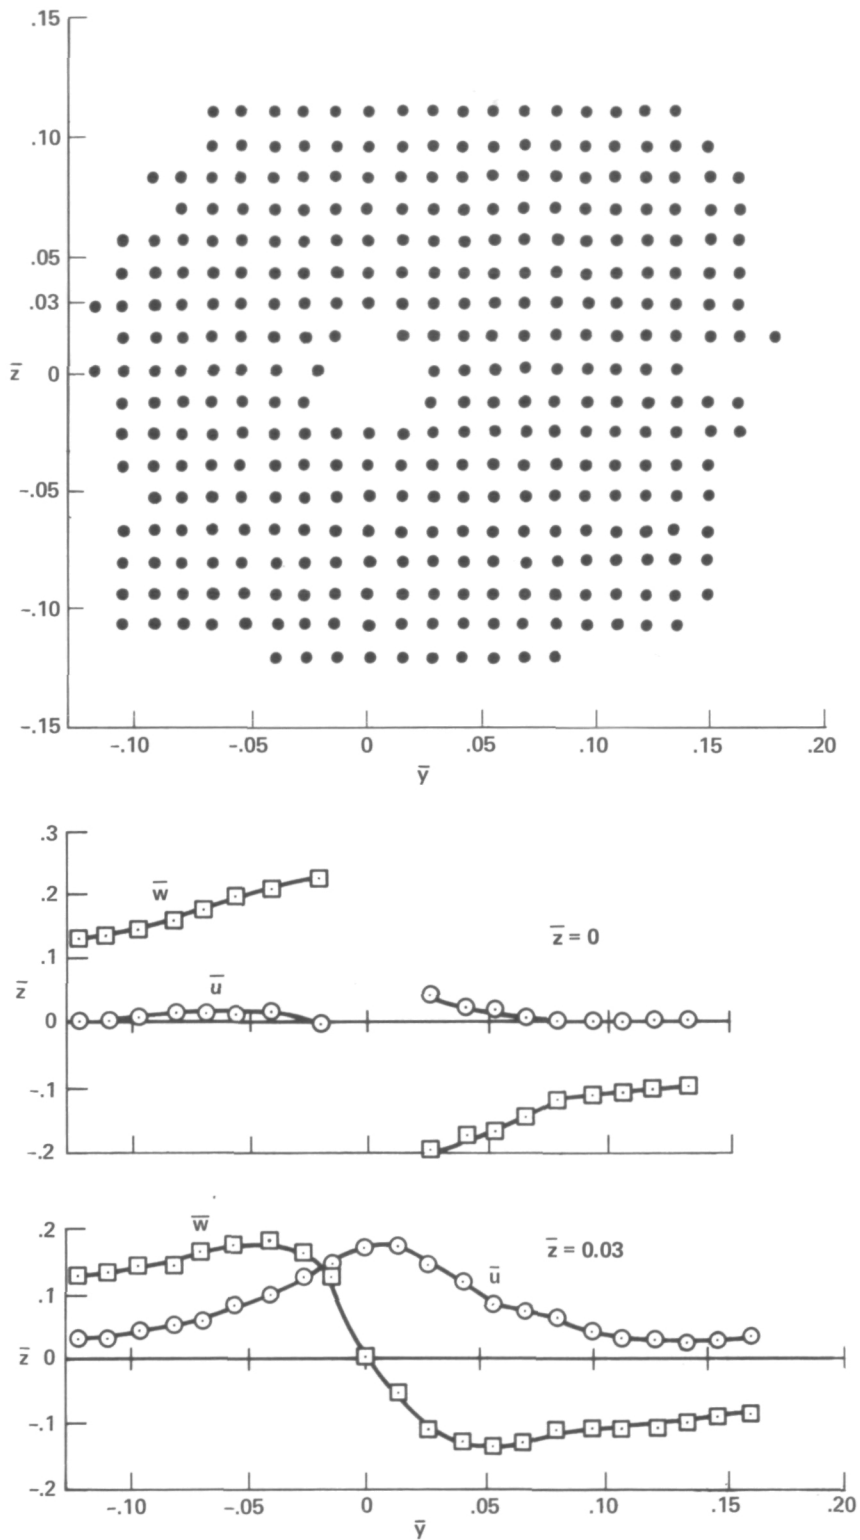 .15
.10
.05
.03
z̄ 0
-.05
-.10
-.15
-.10 -.05 0 .05 .10 .15 .20
ȳ
.3
w̄
.2
z̄ = 0
.1
ū
z̄
0
-.1
-.2
w̄
.2
z̄ = 0.03
ū
.1
z̄ 0
-.1
-.2
-.10 -.05 0 .05 .10 .15 .20
ȳ